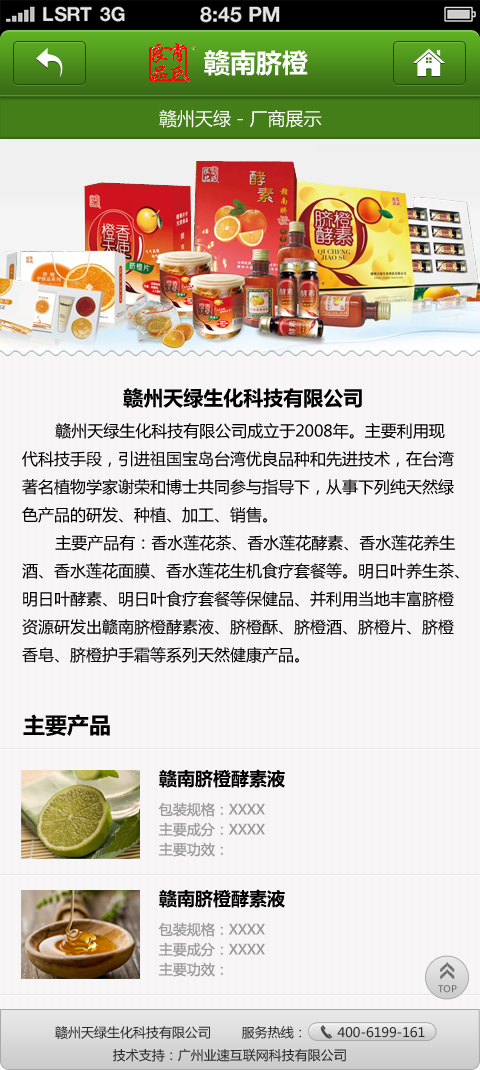 LSRT 3G 8:45 PM
赣南脐橙
赣州天绿 - 厂商展示
酵素
脐橙
酵素
QI CHENG
JIAO SU
脐橙片
酵素
赣州天绿生化科技有限公司
赣州天绿生化科技有限公司成立于2008年。主要利用现
代科技手段，引进祖国宝岛台湾优良品种和先进技术，在台湾
著名植物学家谢荣和博士共同参与指导下，从事下列纯天然绿
色产品的研发、种植、加工、销售。
主要产品有：香水莲花茶、香水莲花酵素、香水莲花养生
酒、香水莲花面膜、香水莲花生机食疗套餐等。明日叶养生茶、
明日叶酵素、明日叶食疗套餐等保健品、并利用当地丰富脐橙
资源研发出赣南脐橙酵素液、脐橙酥、脐橙酒、脐橙片、脐橙
香皂、脐橙护手霜等系列天然健康产品。
主要产品
赣南脐橙酵素液
包装规格：XXXX
主要成分：XXXX
主要功效：
赣南脐橙酵素液
包装规格：XXXX
主要成分：XXXX
主要功效：
TOP
赣州天绿生化科技有限公司 服务热线： 400-6199-161
技术支持：广州业速互联网科技有限公司